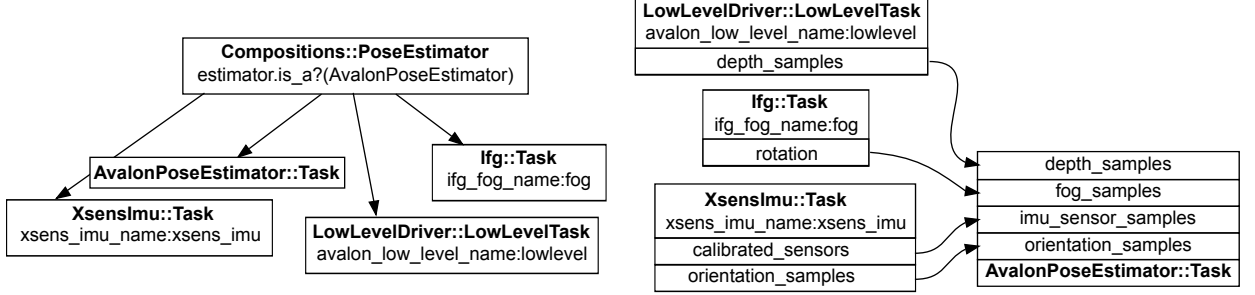 Compositions::PoseEstimator
estimator.is_a?(AvalonPoseEstimator)
AvalonPoseEstimator::Task
Ifg::Task
ifg_fog_name:fog
XsensImu::Task
xsens_imu_name:xsens_imu
LowLevelDriver::LowLevelTask
avalon_low_level_name:lowlevel
LowLevelDriver::LowLevelTask
avalon_low_level_name:lowlevel
depth_samples
Ifg::Task
ifg_fog_name:fog
rotation
XsensImu::Task
xsens_imu_name:xsens_imu
calibrated_sensors
orientation_samples
depth_samples
fog_samples
imu_sensor_samples
orientation_samples
AvalonPoseEstimator::Task